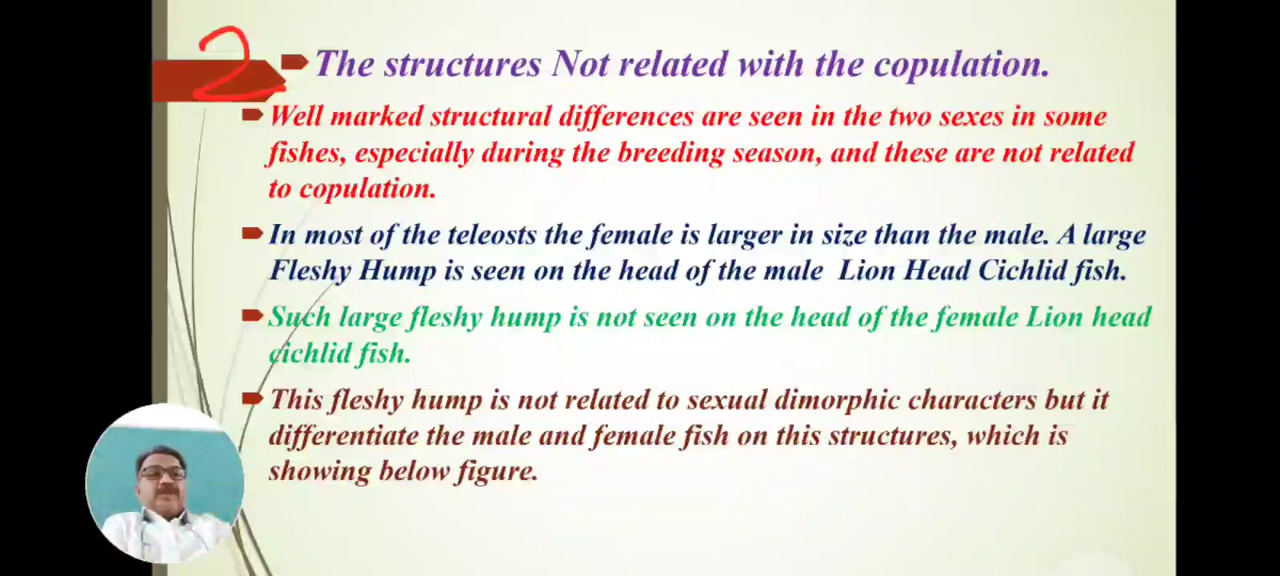 2
The structures Not related with the copulation.
Well marked structural differences are seen in the two sexes in some
fishes, especially during the breeding season, and these are not related
to copulation.
In most of the teleosts the female is larger in size than the male. A large
Fleshy Hump is seen on the head of the male Lion Head Cichlid fish.
Such large fleshy hump is not seen on the head of the female Lion head
cichlid fish.
This fleshy hump is not related to sexual dimorphic characters but it
differentiate the male and female fish on this structures, which is
showing below figure.